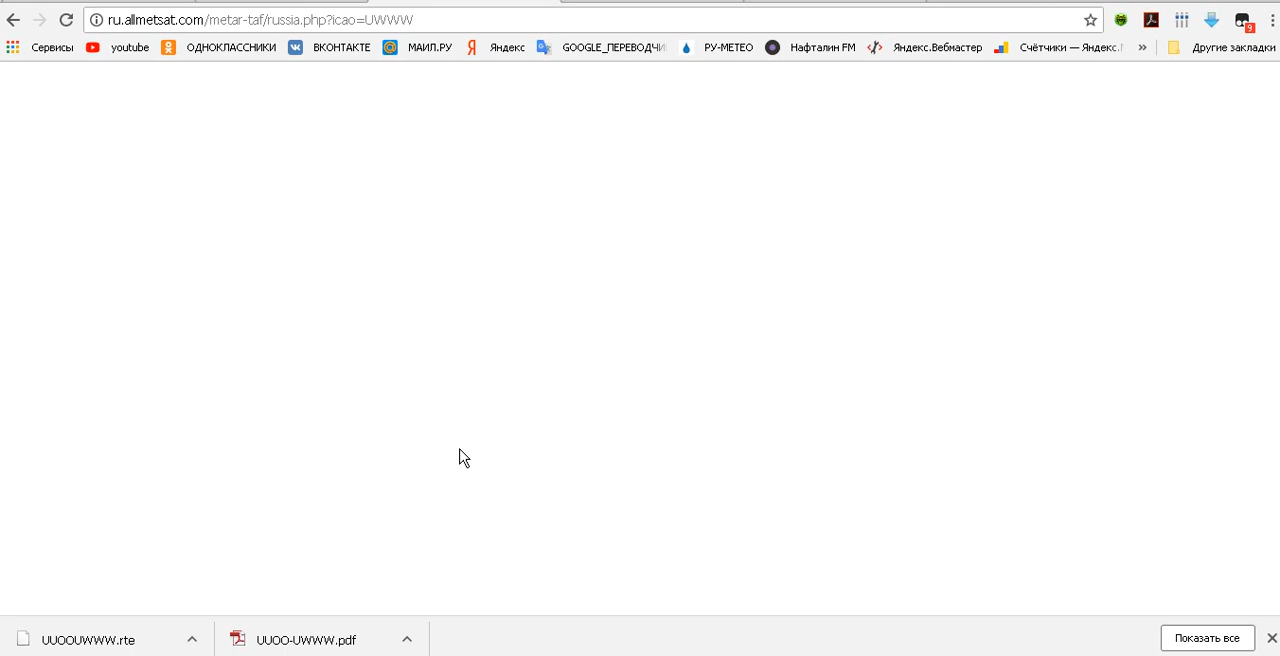 ru.allmetsat.com/metar-taf/russia.php?icao=UWWW
Сервисы youtube ОДНОКЛАССНИКИ ВКОНТАКТЕ МАИЛ.РУ Яндекс GOOGLE_ПЕРЕВОДЧИ РУ-МЕТЕО Нафталин FM Яндекс.Вебмастер Счётчики — Яндекс. » Другие закладки
9
UUOOUWWW.rte UUOO-UWWW.pdf Показать все